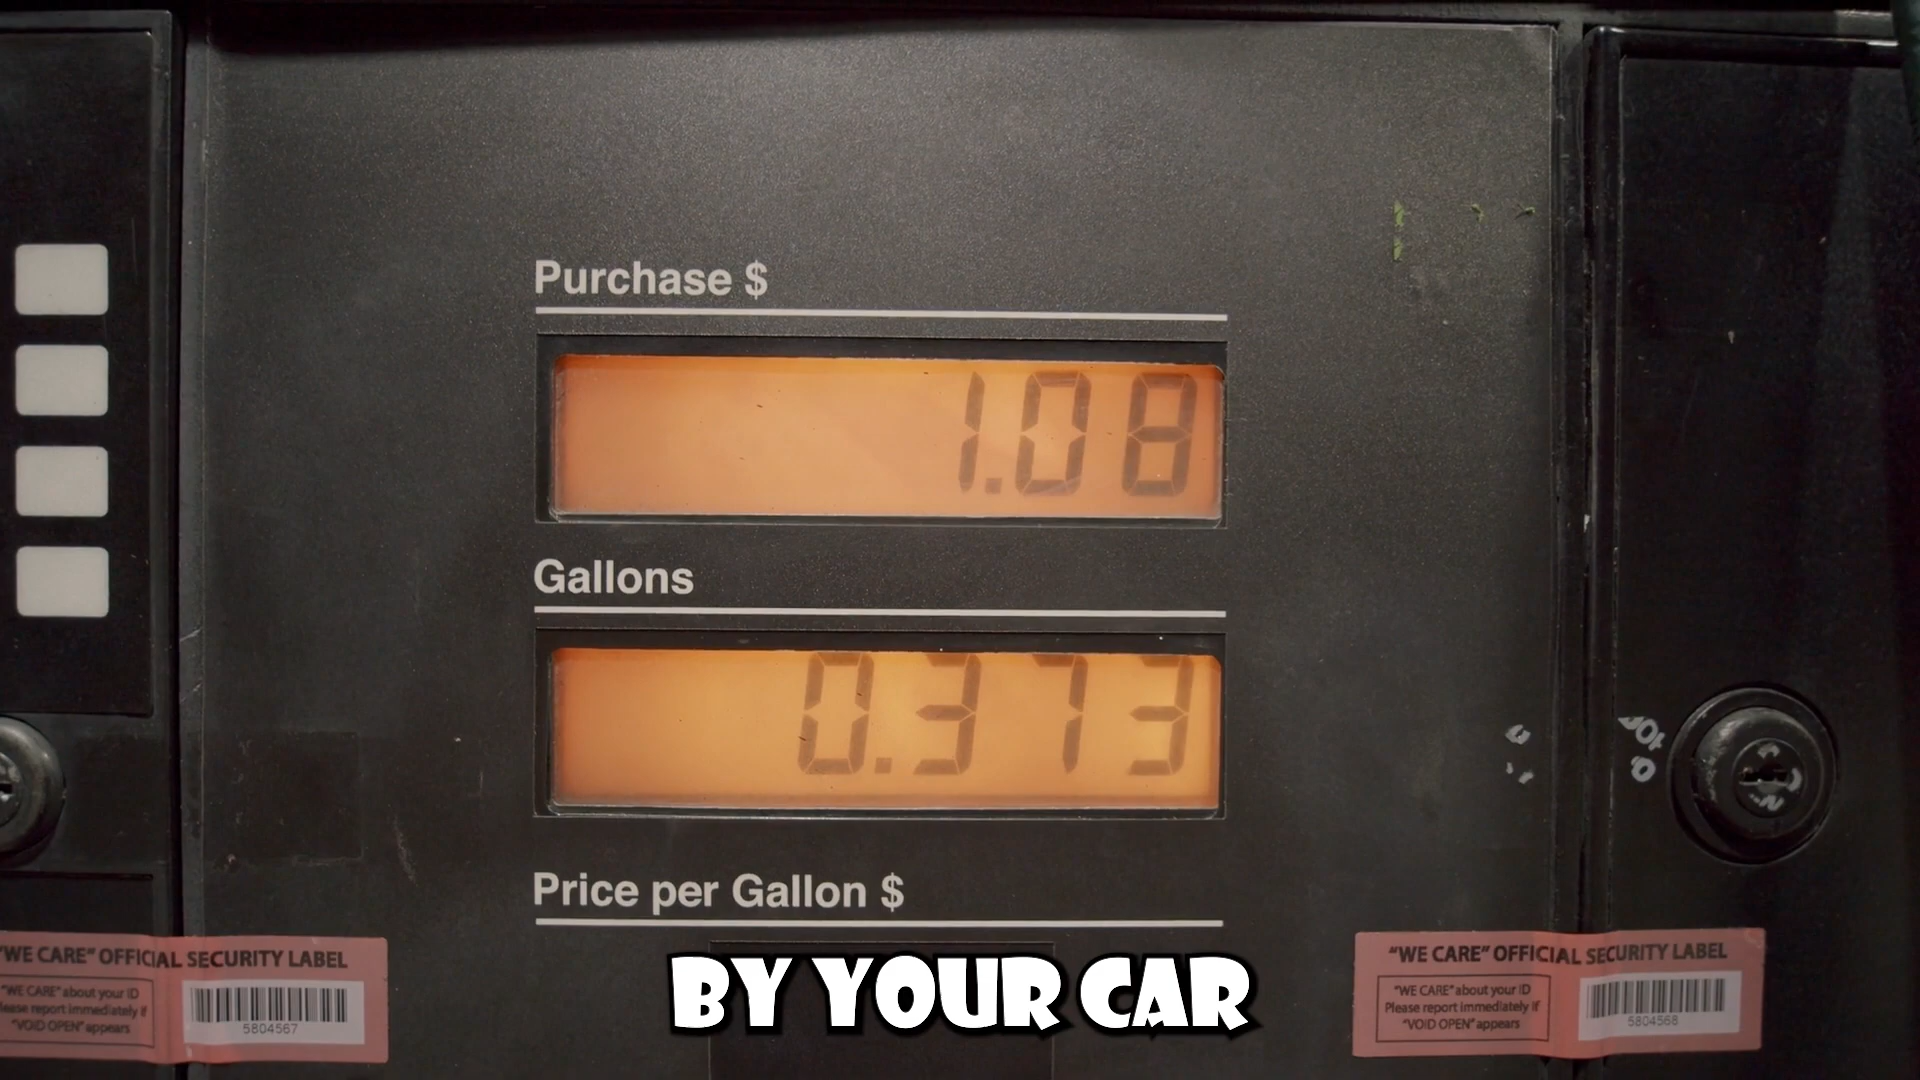 Purchase $
1.08
Gallons
0.373
Price per Gallon $
BY YOUR CAR
"WE CARE" OFFICIAL SECURITY LABEL
"WE CARE" about your ID
Please report immediately if
"VOID OPEN" appears
5804567
"WE CARE" OFFICIAL SECURITY LABEL
"WE CARE" about your ID
Please report immediately if
"VOID OPEN" appears
5804568